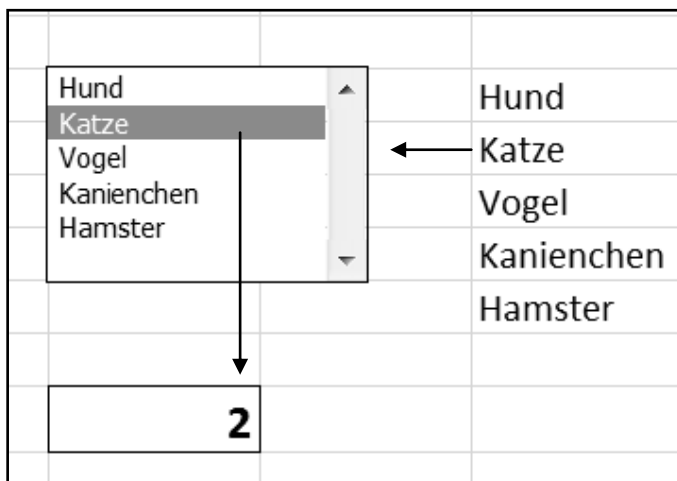 Hund
Katze
Vogel
Kanienchen
Hamster
2
Hund
Katze
Vogel
Kanienchen
Hamster